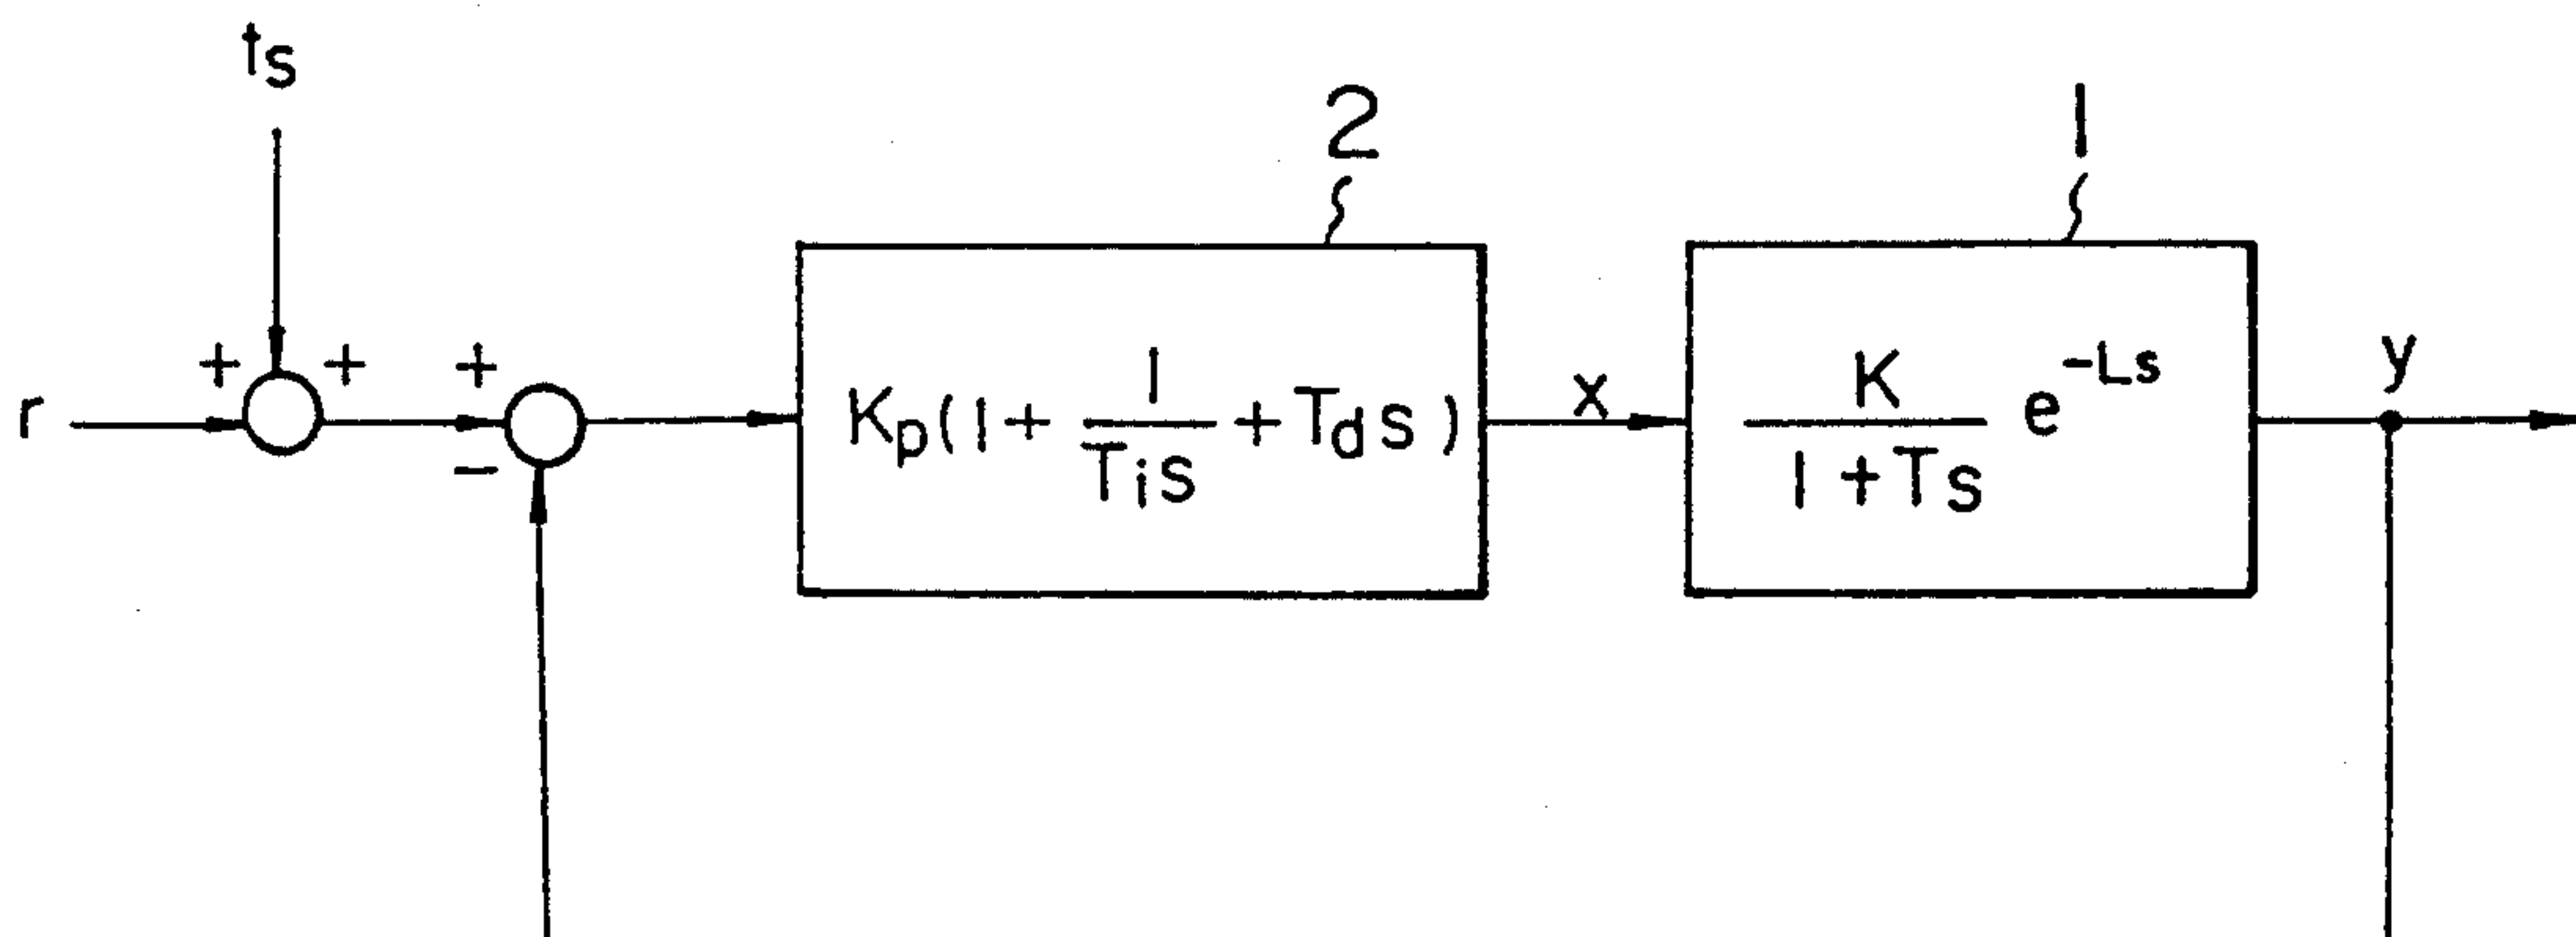 ts
2
1
+ + + −
r
Kp(1 + 1/Tis + Tds)
x
K/1 + Ts e^-Ls
y